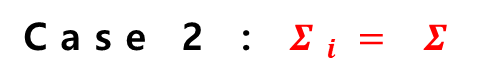 Case 2 : Σᵢ = Σ